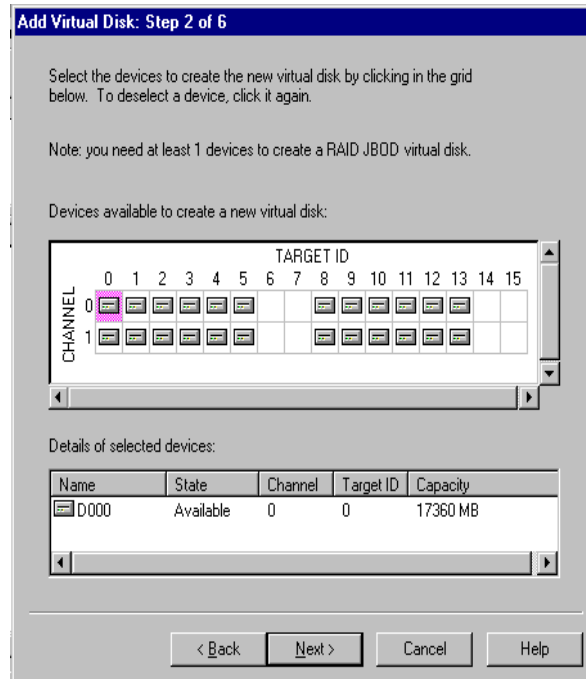 Add Virtual Disk: Step 2 of 6
Select the devices to create the new virtual disk by clicking in the grid
below. To deselect a device, click it again.
Note: you need at least 1 devices to create a RAID JBOD virtual disk.
Devices available to create a new virtual disk:
TARGET ID
0 1 2 3 4 5 6 7 8 9 10 11 12 13 14 15
CHANNEL
0
1
Details of selected devices:
Name State Channel Target ID Capacity
D000 Available 0 0 17360 MB
< Back Next > Cancel Help